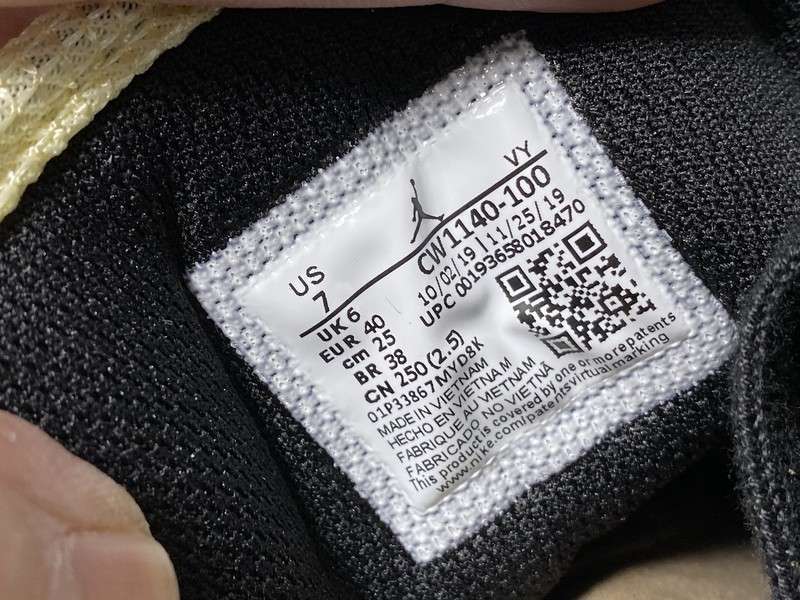 US
7
VY
UK 6
EUR 40
cm 25
BR 38
CN 250 (2.5)
CW1140-100
10/02/19 | 11/25/19
UPC 00193658018470
01P33867MYD8K
MADE IN VIETNAM
HECHO EN VIETNAM
FABRIQUE AU VIETNAM
FABRICADO NO VIETNA
This product is covered by one or more patents
www.nike.com/patents virtual marking